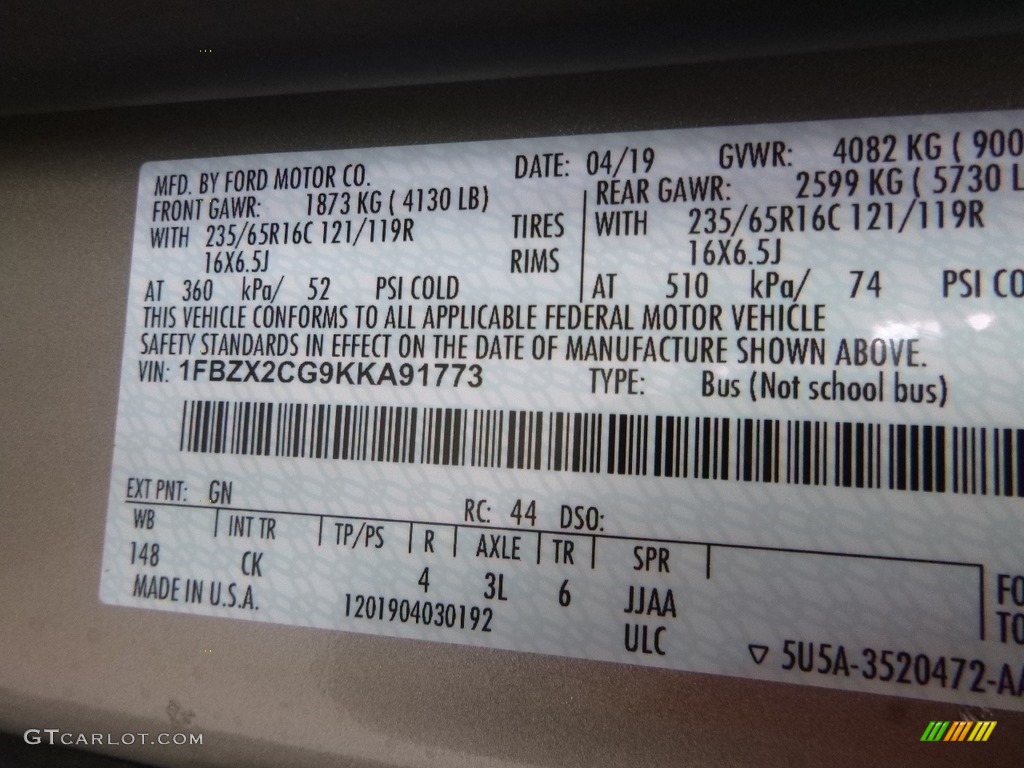 MFD. BY FORD MOTOR CO. DATE: 04/19 GVWR: 4082 KG ( 900
FRONT GAWR: 1873 KG ( 4130 LB) REAR GAWR: 2599 KG ( 5730 L
WITH 235/65R16C 121/119R TIRES WITH 235/65R16C 121/119R
16X6.5J RIMS 16X6.5J
AT 360 kPa/ 52 PSI COLD AT 510 kPa/ 74 PSI CO
THIS VEHICLE CONFORMS TO ALL APPLICABLE FEDERAL MOTOR VEHICLE
SAFETY STANDARDS IN EFFECT ON THE DATE OF MANUFACTURE SHOWN ABOVE.
VIN: 1FBZX2CG9KKA91773 TYPE: Bus (Not school bus)
EXT PNT: GN RC: 44 DSO:
WB INT TR TP/PS R AXLE TR SPR
148 CK 4 3L 6 JJAA
FO
TO
MADE IN U.S.A. 1201904030192 ULC
5U5A-3520472-AA
GTCARLOT.COM